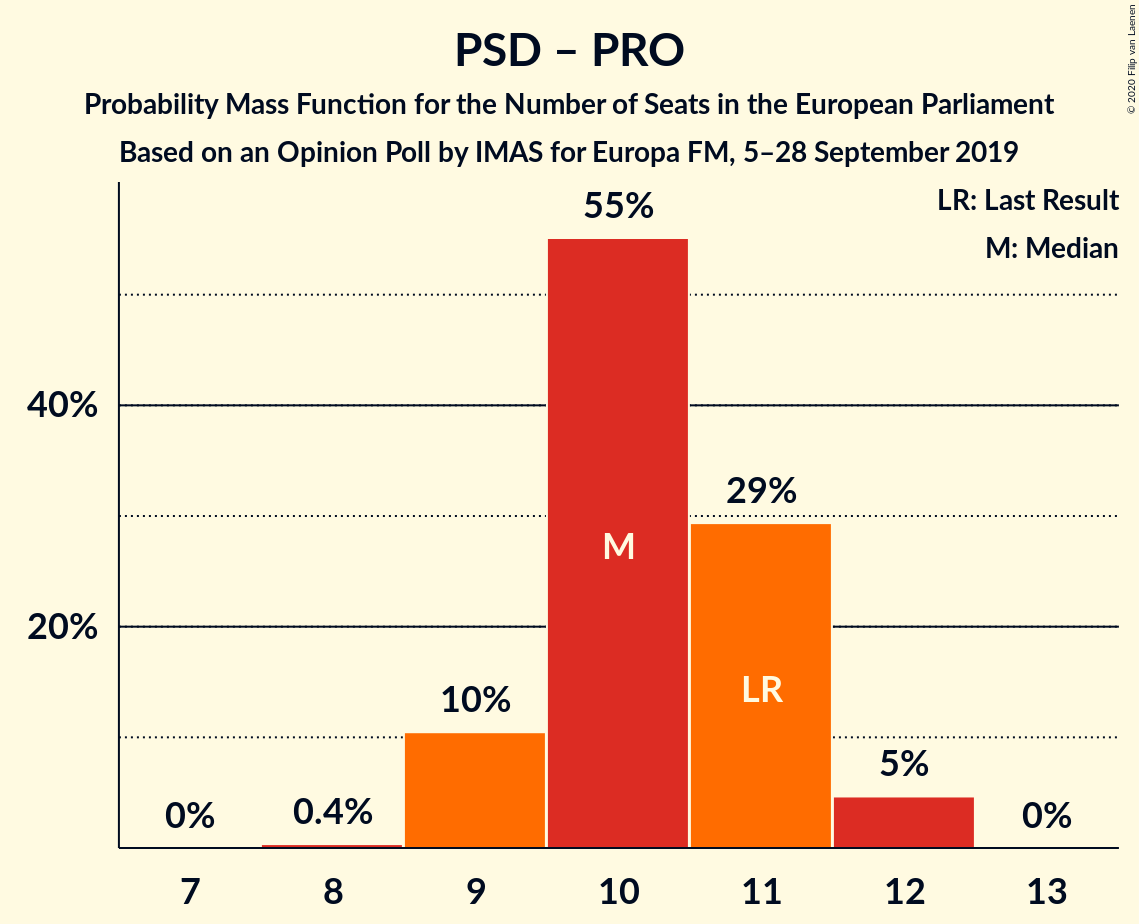 PSD – PRO
Probability Mass Function for the Number of Seats in the European Parliament
Based on an Opinion Poll by IMAS for Europa FM, 5–28 September 2019
© 2020 Filip van Laenen
LR: Last Result
M: Median
55%
40%
29%
M
20%
LR
10%
5%
0%
0.4%
0%
7
8
9
10
11
12
13